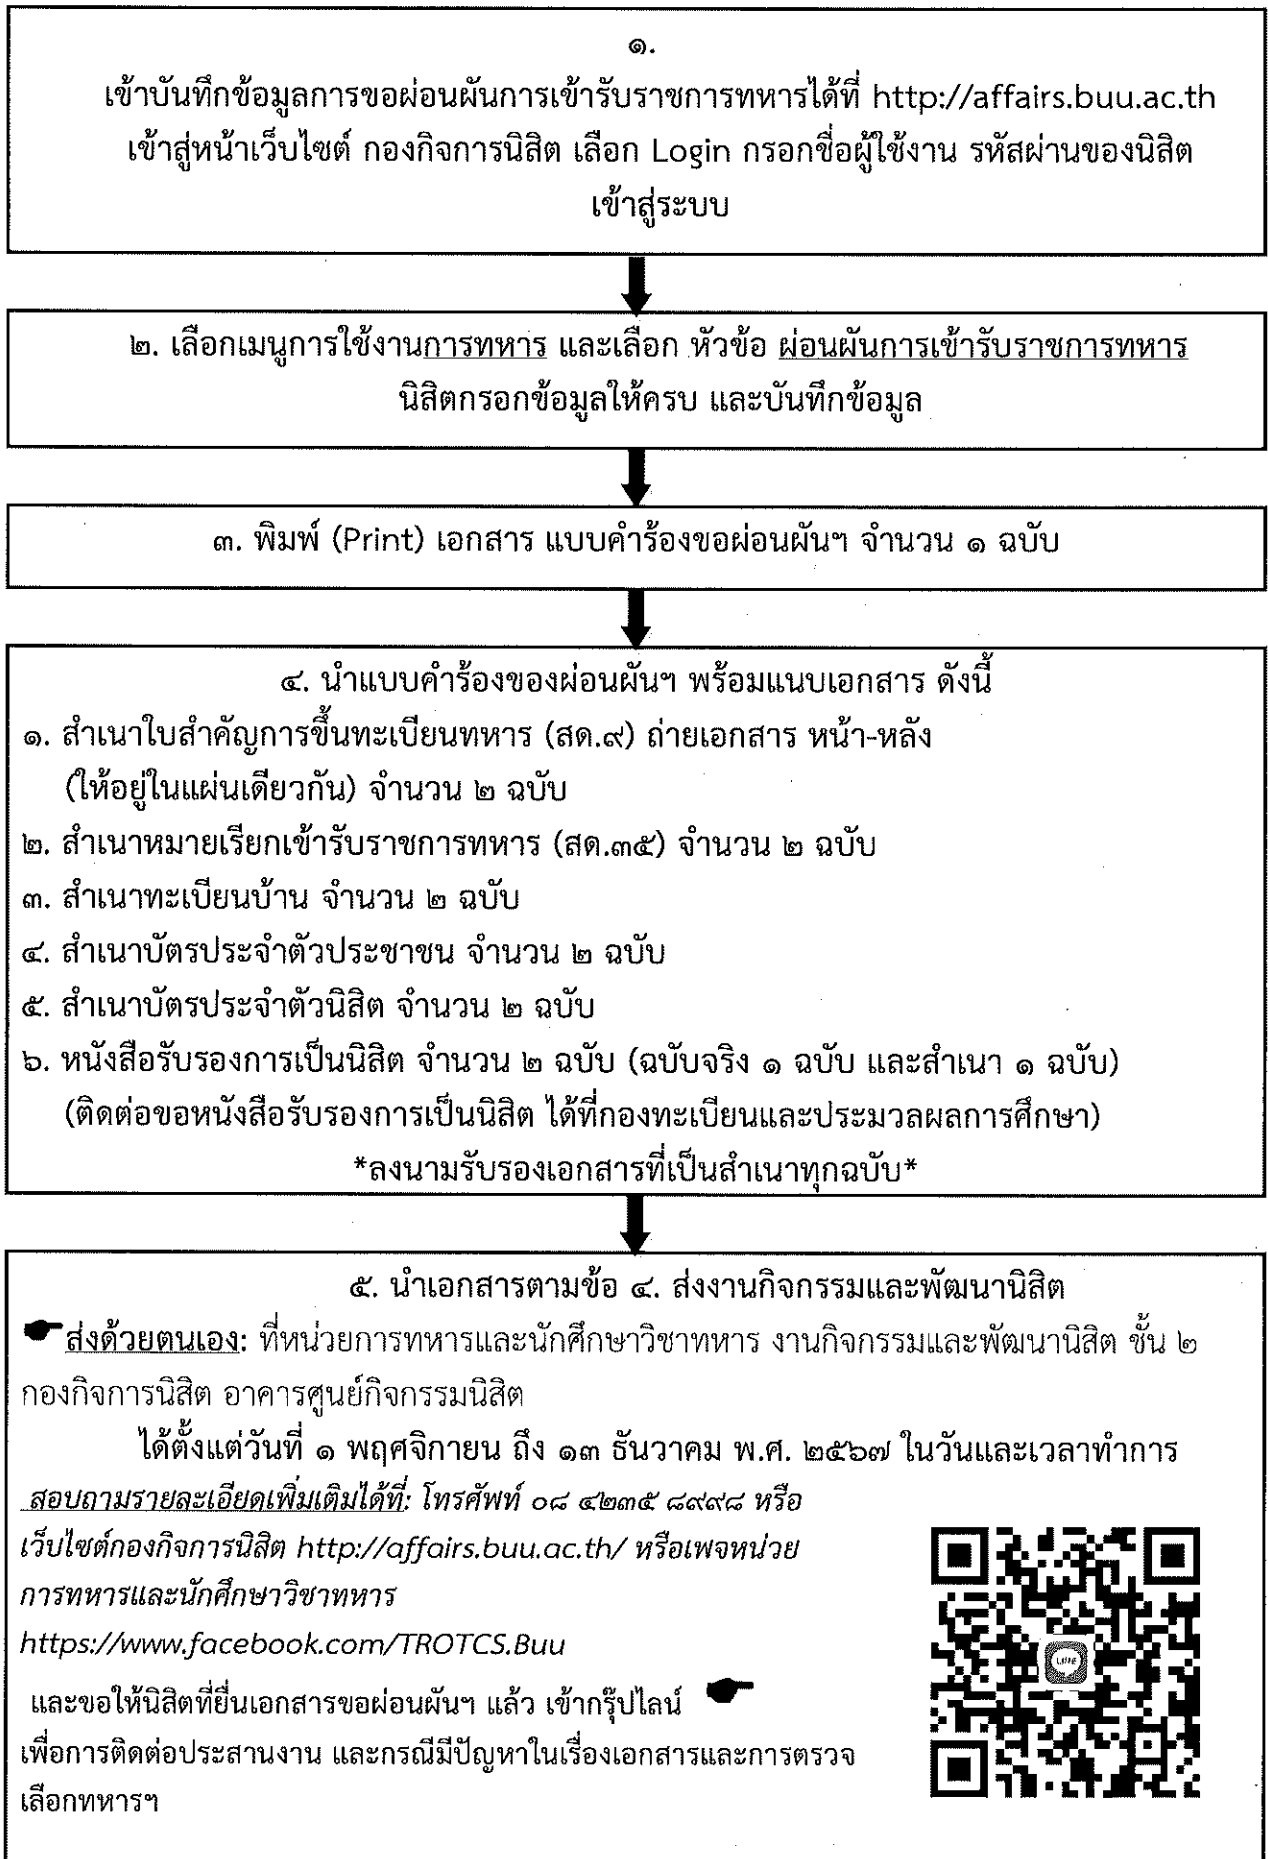 ๑.
เข้าบันทึกข้อมูลการขอผ่อนผันการเข้ารับราชการทหารได้ที่ http://affairs.buu.ac.th
เข้าสู่หน้าเว็บไซต์ กองกิจการนิสิต เลือก Login กรอกชื่อผู้ใช้งาน รหัสผ่านของนิสิต
เข้าสู่ระบบ
๒. เลือกเมนูการใช้งานการทหาร และเลือก หัวข้อ ผ่อนผันการเข้ารับราชการทหาร
นิสิตกรอกข้อมูลให้ครบ และบันทึกข้อมูล
๓. พิมพ์ (Print) เอกสาร แบบคำร้องขอผ่อนผันฯ จำนวน ๑ ฉบับ
๔. นำแบบคำร้องของผ่อนผันฯ พร้อมแนบเอกสาร ดังนี้
๑. สำเนาใบสำคัญการขึ้นทะเบียนทหาร (สด.๙) ถ่ายเอกสาร หน้า-หลัง
(ให้อยู่ในแผ่นเดียวกัน) จำนวน ๒ ฉบับ
๒. สำเนาหมายเรียกเข้ารับราชการทหาร (สด.๓๕) จำนวน ๒ ฉบับ
๓. สำเนาทะเบียนบ้าน จำนวน ๒ ฉบับ
๔. สำเนาบัตรประจำตัวประชาชน จำนวน ๒ ฉบับ
๕. สำเนาบัตรประจำตัวนิสิต จำนวน ๒ ฉบับ
๖. หนังสือรับรองการเป็นนิสิต จำนวน ๒ ฉบับ (ฉบับจริง ๑ ฉบับ และสำเนา ๑ ฉบับ)
(ติดต่อขอหนังสือรับรองการเป็นนิสิต ได้ที่กองทะเบียนและประมวลผลการศึกษา)
*ลงนามรับรองเอกสารที่เป็นสำเนาทุกฉบับ*
๕. นำเอกสารตามข้อ ๔. ส่งงานกิจกรรมและพัฒนานิสิต
ส่งด้วยตนเอง: ที่หน่วยการทหารและนักศึกษาวิชาทหาร งานกิจกรรมและพัฒนานิสิต ชั้น ๒
กองกิจการนิสิต อาคารศูนย์กิจกรรมนิสิต
ได้ตั้งแต่วันที่ ๑ พฤศจิกายน ถึง ๑๓ ธันวาคม พ.ศ. ๒๕๖๗ ในวันและเวลาทำการ
สอบถามรายละเอียดเพิ่มเติมได้ที่: โทรศัพท์ ๐๘ ๔๒๓๕ ๘๙๙๘ หรือ
เว็บไซต์กองกิจการนิสิต http://affairs.buu.ac.th/ หรือเพจหน่วย
การทหารและนักศึกษาวิชาทหาร
https://www.facebook.com/TROTCS.Buu
และขอให้นิสิตที่ยื่นเอกสารขอผ่อนผันฯ แล้ว เข้ากรุ๊ปไลน์
เพื่อการติดต่อประสานงาน และกรณีมีปัญหาในเรื่องเอกสารและการตรวจ
เลือกทหารฯ
LINE